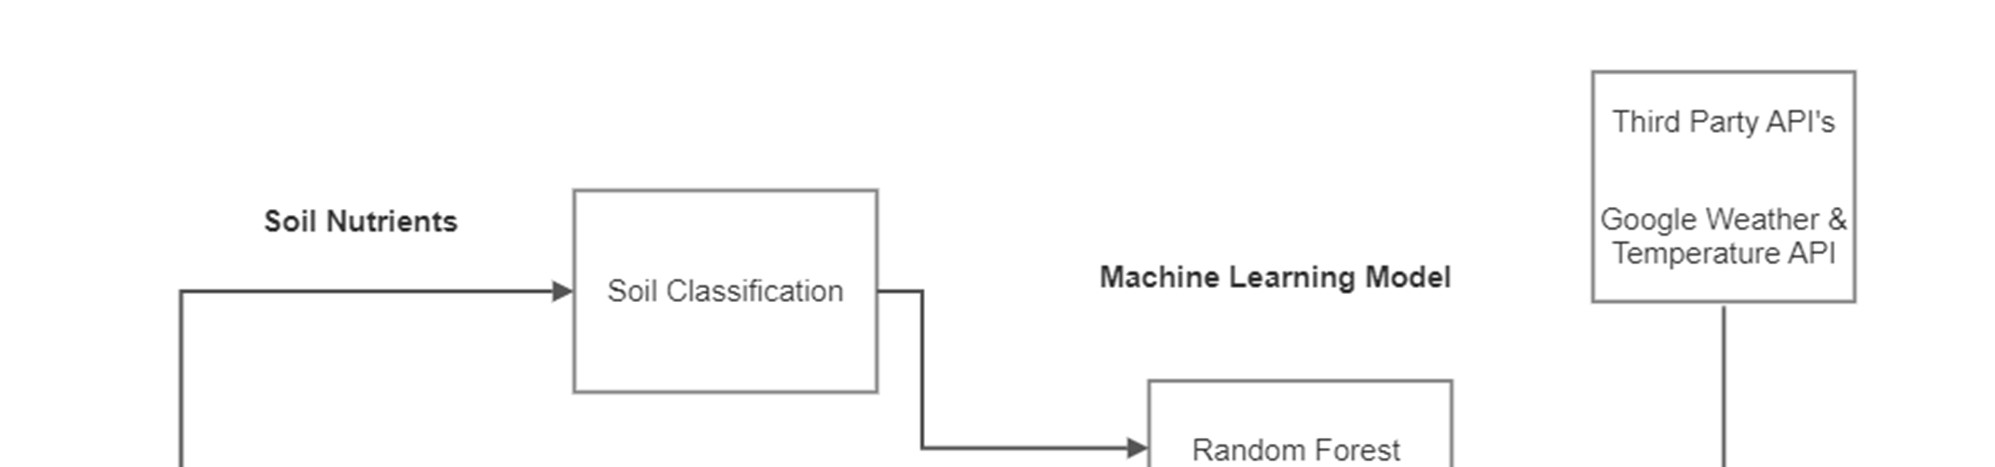 Third Party API's
Google Weather &
Temperature API
Soil Nutrients
Soil Classification
Machine Learning Model
Random Forest